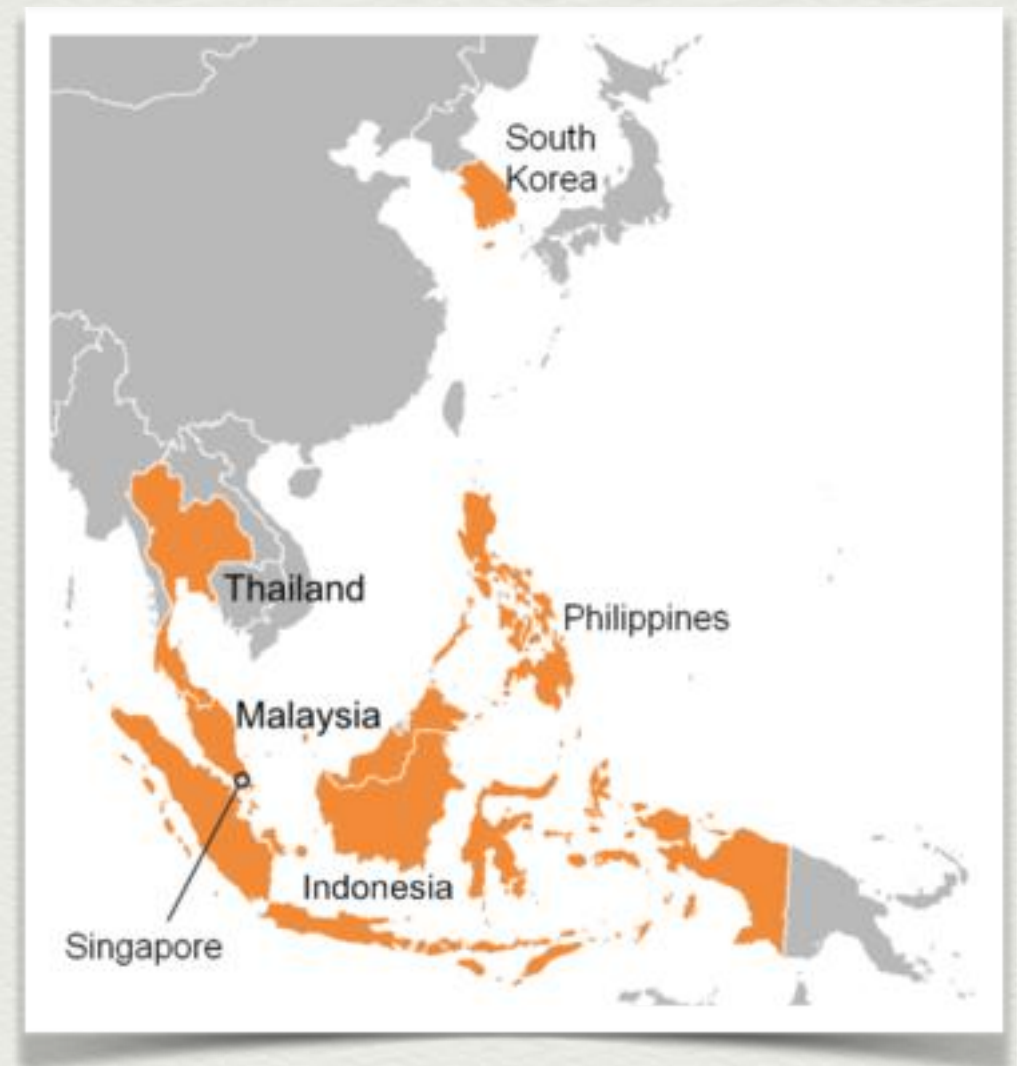 South
Korea
Thailand
Philippines
Malaysia
Indonesia
Singapore